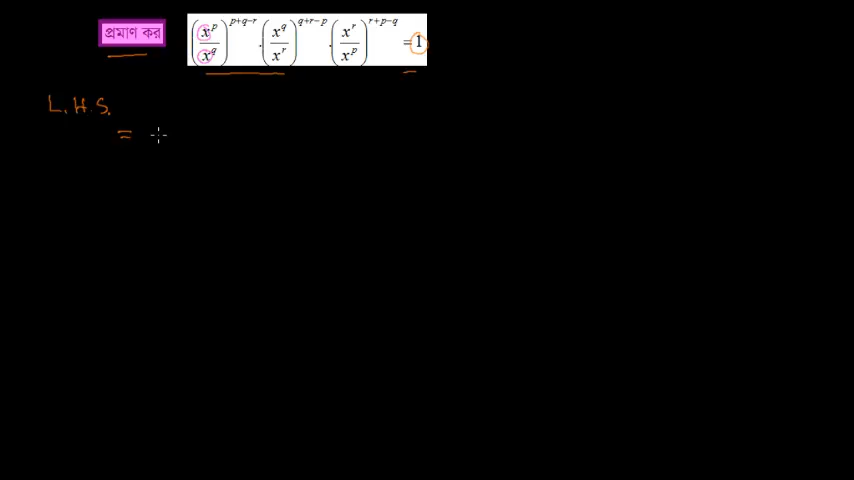 প্রমাণ কর (x^p/x^q)^{p+q-r} . (x^q/x^r)^{q+r-p} . (x^r/x^p)^{r+p-q} = 1
L.H.S.
=